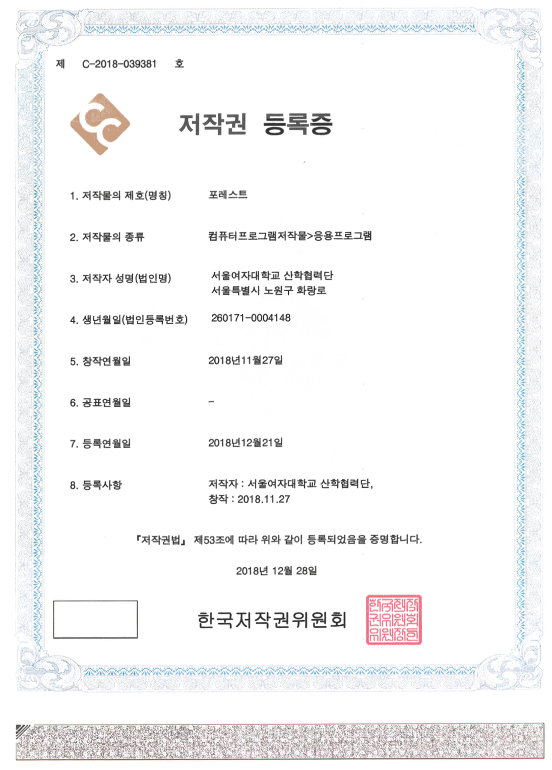 제 C-2018-039381 호
저작권 등록증
1. 저작물의 제호(명칭) 포레스트
2. 저작물의 종류 컴퓨터프로그램저작물>응용프로그램
3. 저작자 성명(법인명) 서울여자대학교 산학협력단
서울특별시 노원구 화랑로
4. 생년월일(법인등록번호) 260171-0004148
5. 창작연월일 2018년11월27일
6. 공표연월일 -
7. 등록연월일 2018년12월21일
8. 등록사항 저작자 : 서울여자대학교 산학협력단,
창작 : 2018.11.27
『저작권법』 제53조에 따라 위와 같이 등록되었음을 증명합니다.
2018년 12월 28일
한국저작권위원회